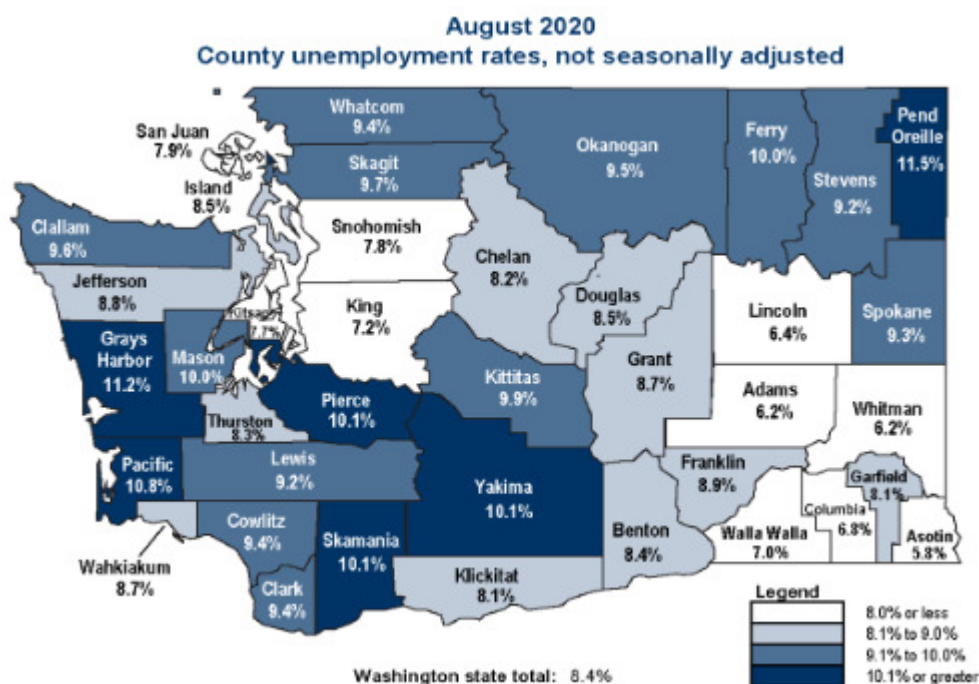 August 2020
County unemployment rates, not seasonally adjusted
Whatcom
9.4%
San Juan
7.9%
Skagit
9.7%
Island
8.5%
Okanogan
9.5%
Ferry
10.0%
Stevens
9.2%
Pend
Oreille
11.5%
Clallam
9.6%
Snohomish
7.8%
Chelan
8.2%
Jefferson
8.8%
Douglas
8.5%
King
7.2%
Kitsap
7.7%
Lincoln
6.4%
Spokane
9.3%
Grays
Harbor
11.2%
Mason
10.0%
Kittitas
9.9%
Grant
8.7%
Adams
6.2%
Whitman
6.2%
Pierce
10.1%
Thurston
8.3%
Pacific
10.8%
Lewis
9.2%
Yakima
10.1%
Franklin
8.9%
Garfield
8.1%
Benton
8.4%
Walla Walla
7.0%
Columbia
6.8%
Asotin
5.8%
Cowlitz
9.4%
Skamania
10.1%
Wahkiakum
8.7%
Clark
9.4%
Klickitat
8.1%
Legend
8.0% or less
8.1% to 9.0%
9.1% to 10.0%
10.1% or greater
Washington state total: 8.4%